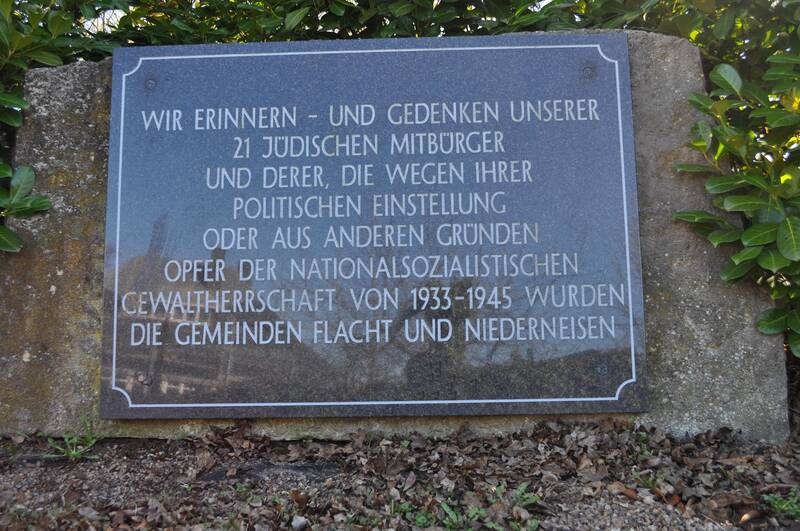 WIR ERINNERN - UND GEDENKEN UNSERER
21 JÜDISCHEN MITBÜRGER
UND DERER, DIE WEGEN IHRER
POLITISCHEN EINSTELLUNG
ODER AUS ANDEREN GRÜNDEN
OPFER DER NATIONALSOZIALISTISCHEN
GEWALTHERRSCHAFT VON 1933-1945 WURDEN
DIE GEMEINDEN FLACHT UND NIEDERNEISEN